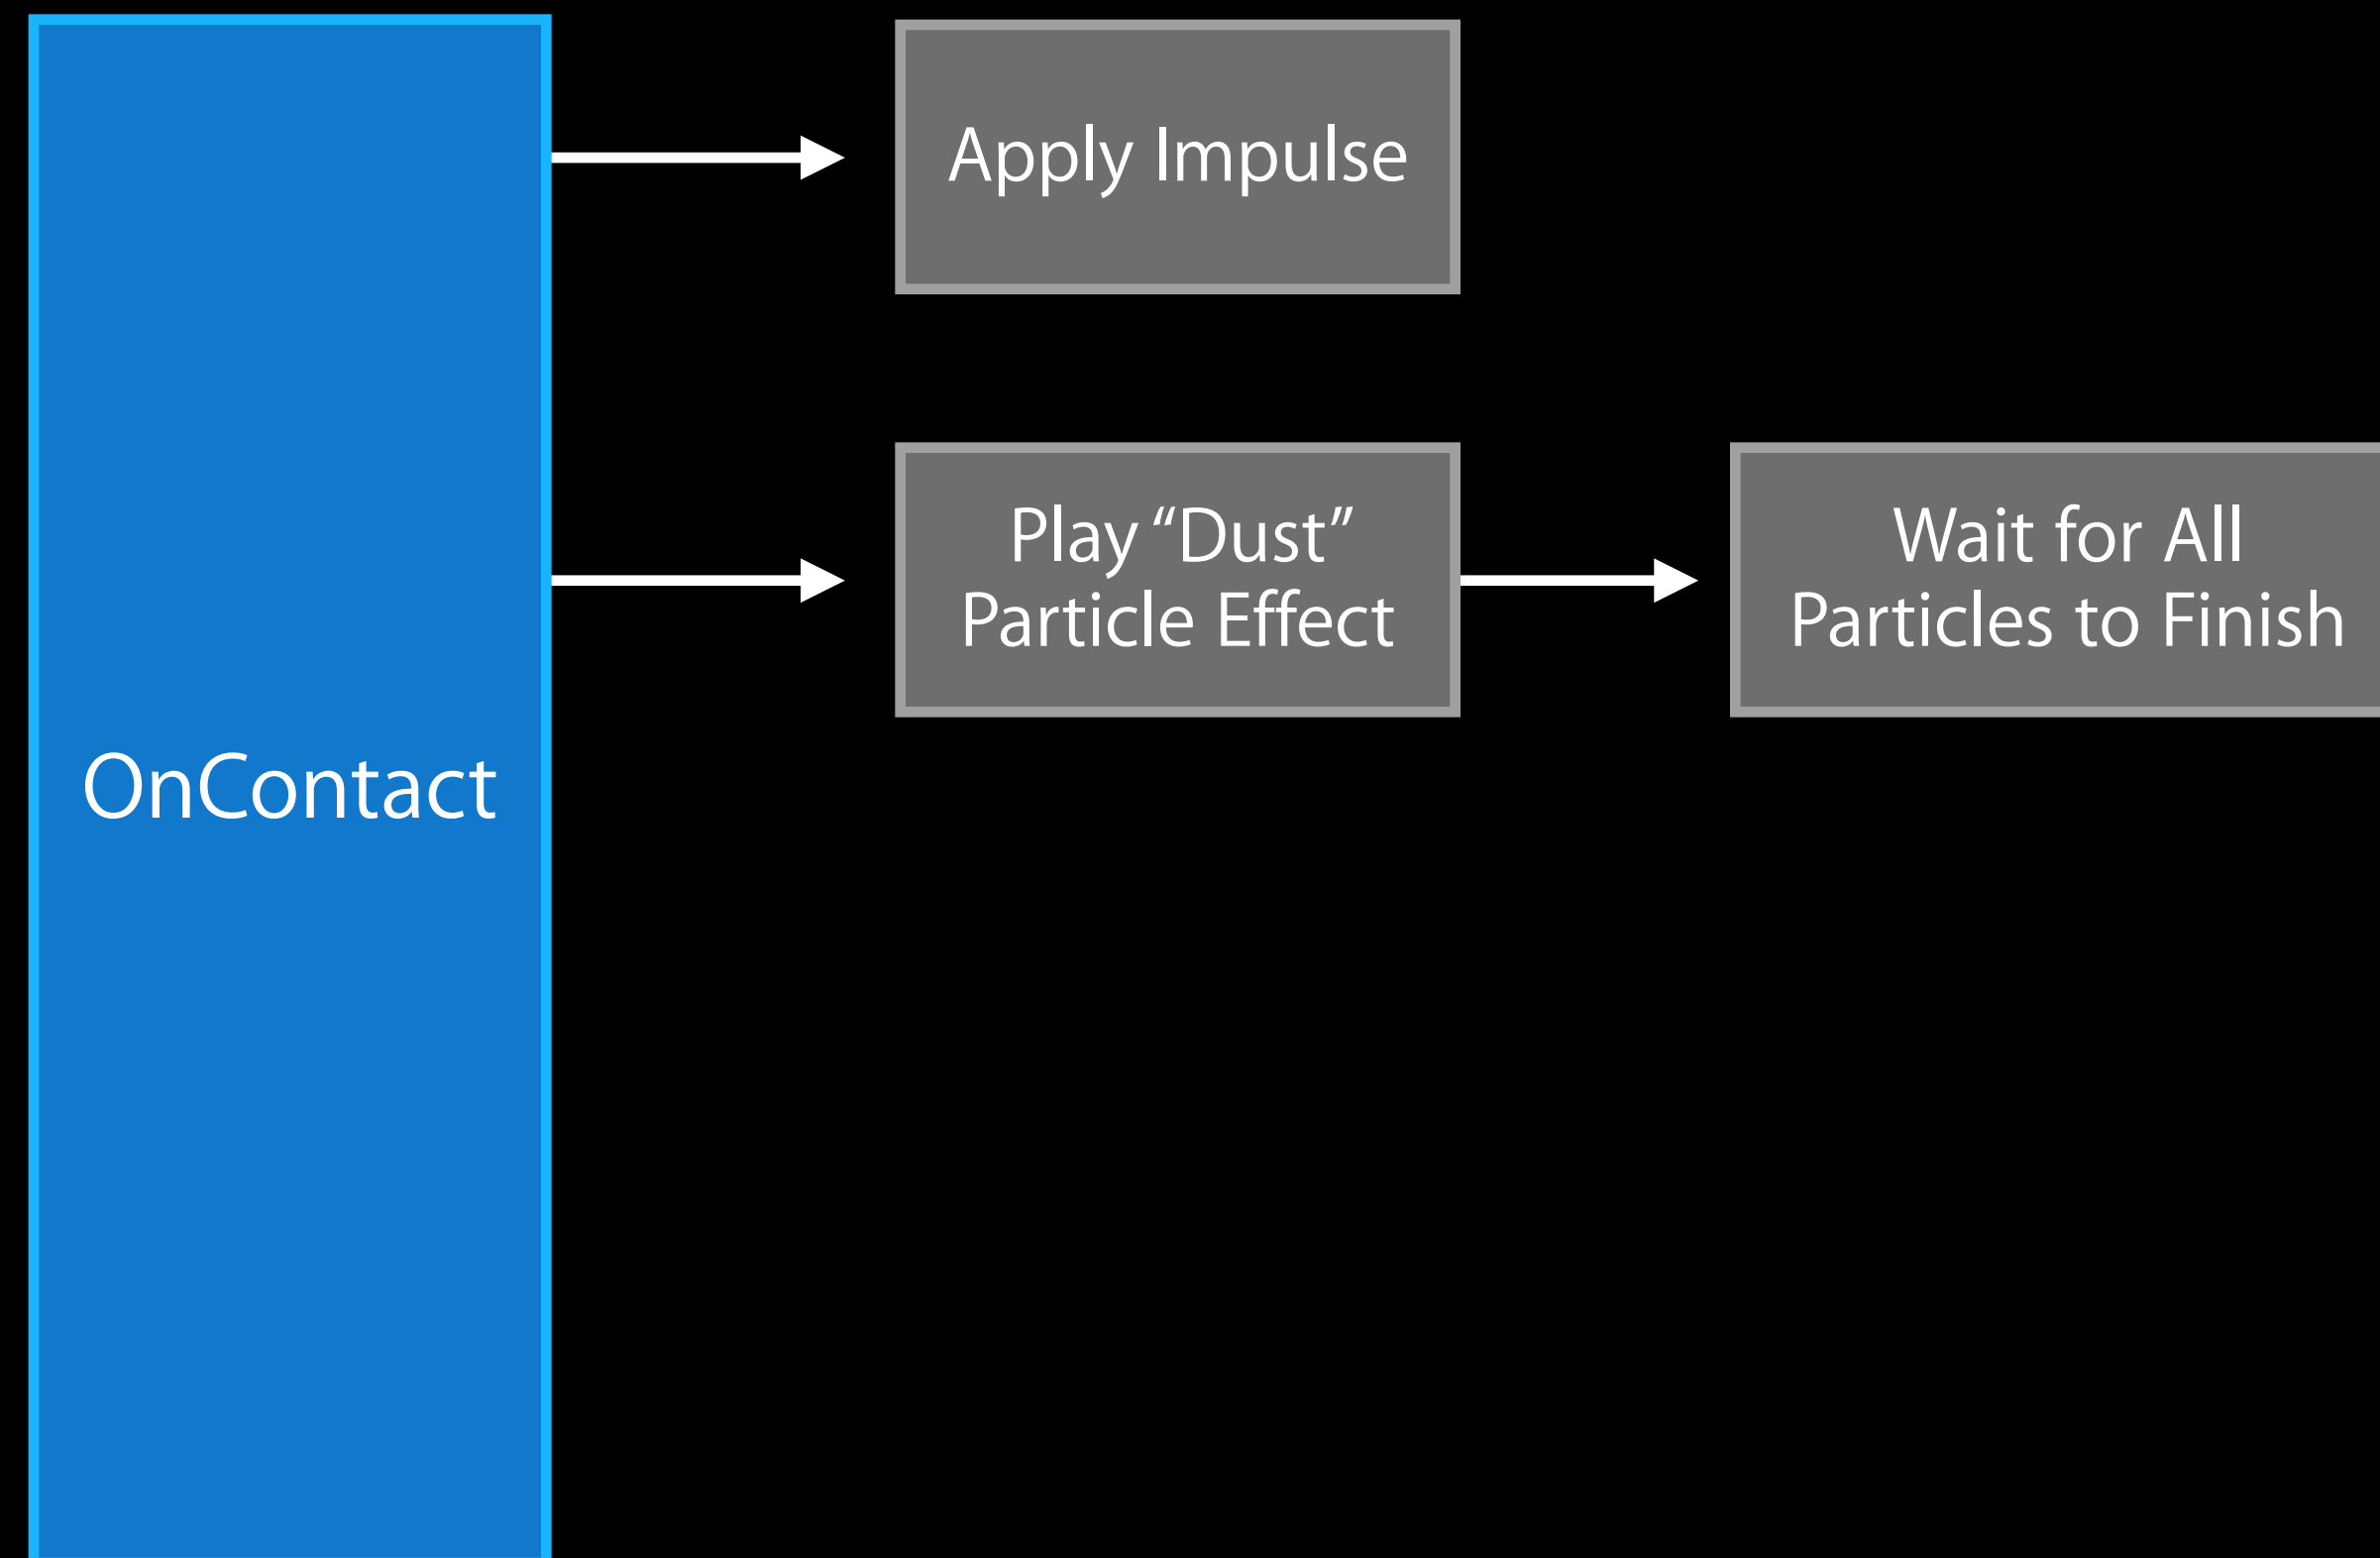 Apply Impulse
Play “Dust”
Particle Effect
Wait for All
Particles to Finish
OnContact